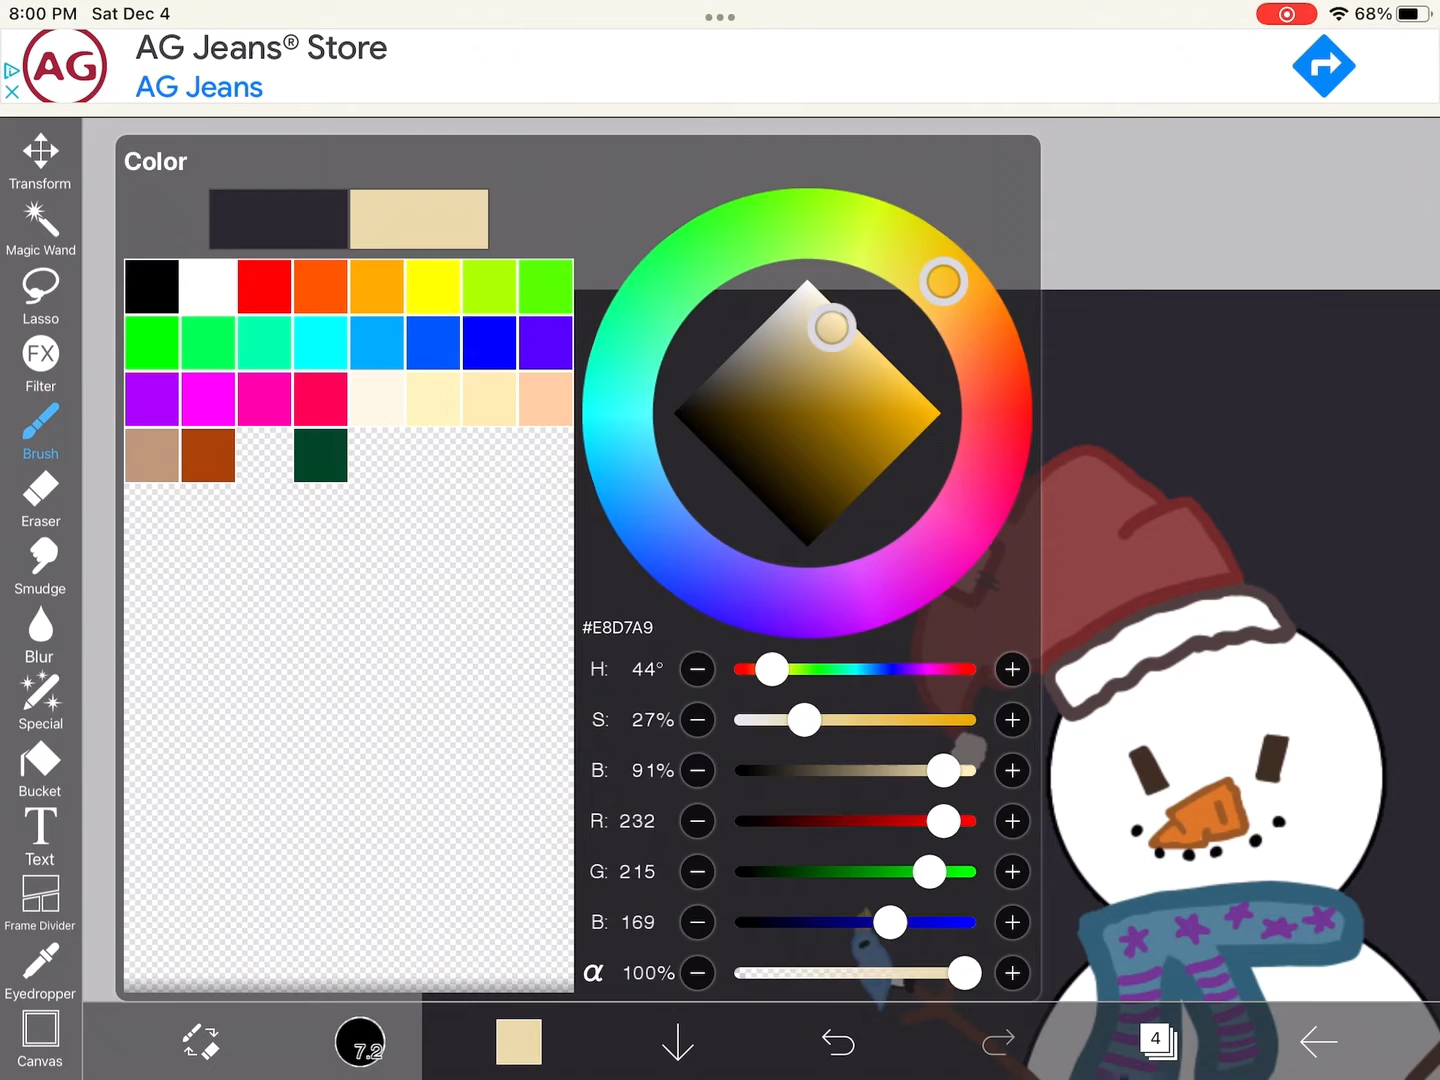 8:00 PM Sat Dec 4
68%
AG
AG Jeans® Store
AG Jeans
Transform
Magic Wand
Lasso
FX
Filter
Brush
Eraser
Smudge
Blur
Special
Bucket
T
Text
Frame Divider
Eyedropper
Canvas
Color
#E8D7A9
H: 44° − +
S: 27% − +
B: 91% − +
R: 232 − +
G: 215 − +
B: 169 − +
α 100% − +
7.2
4